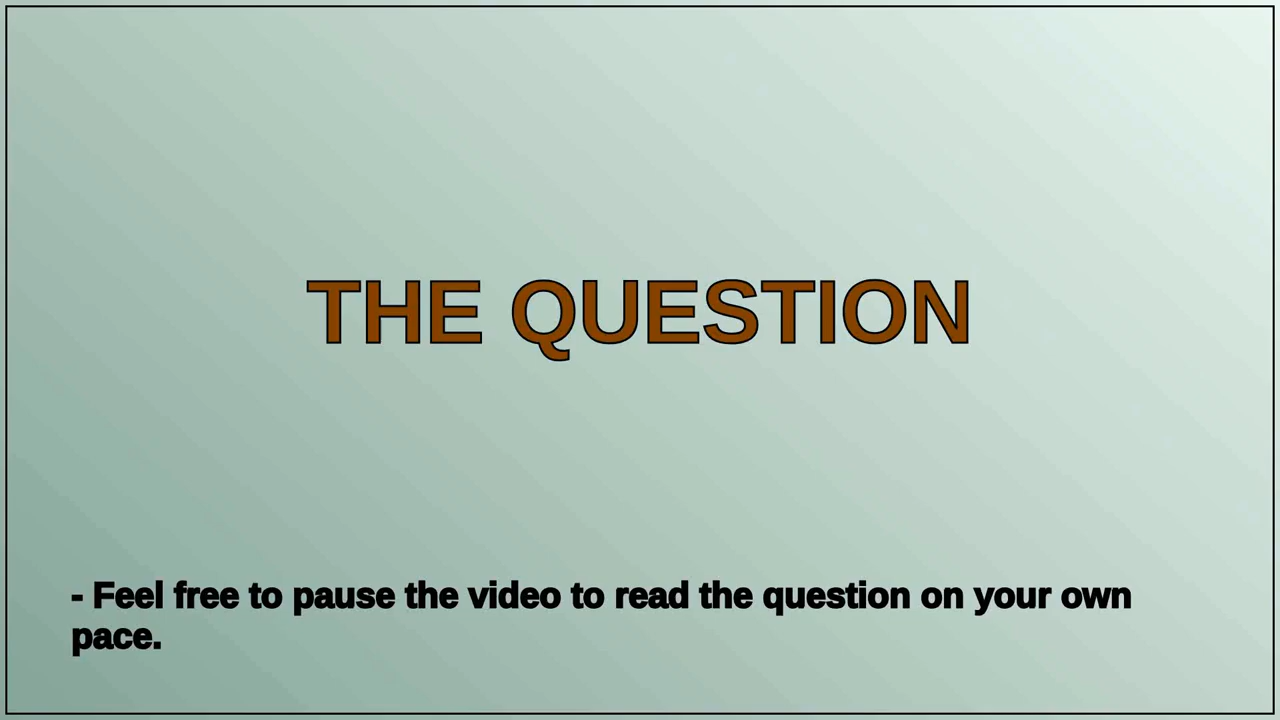 THE QUESTION
- Feel free to pause the video to read the question on your own
pace.